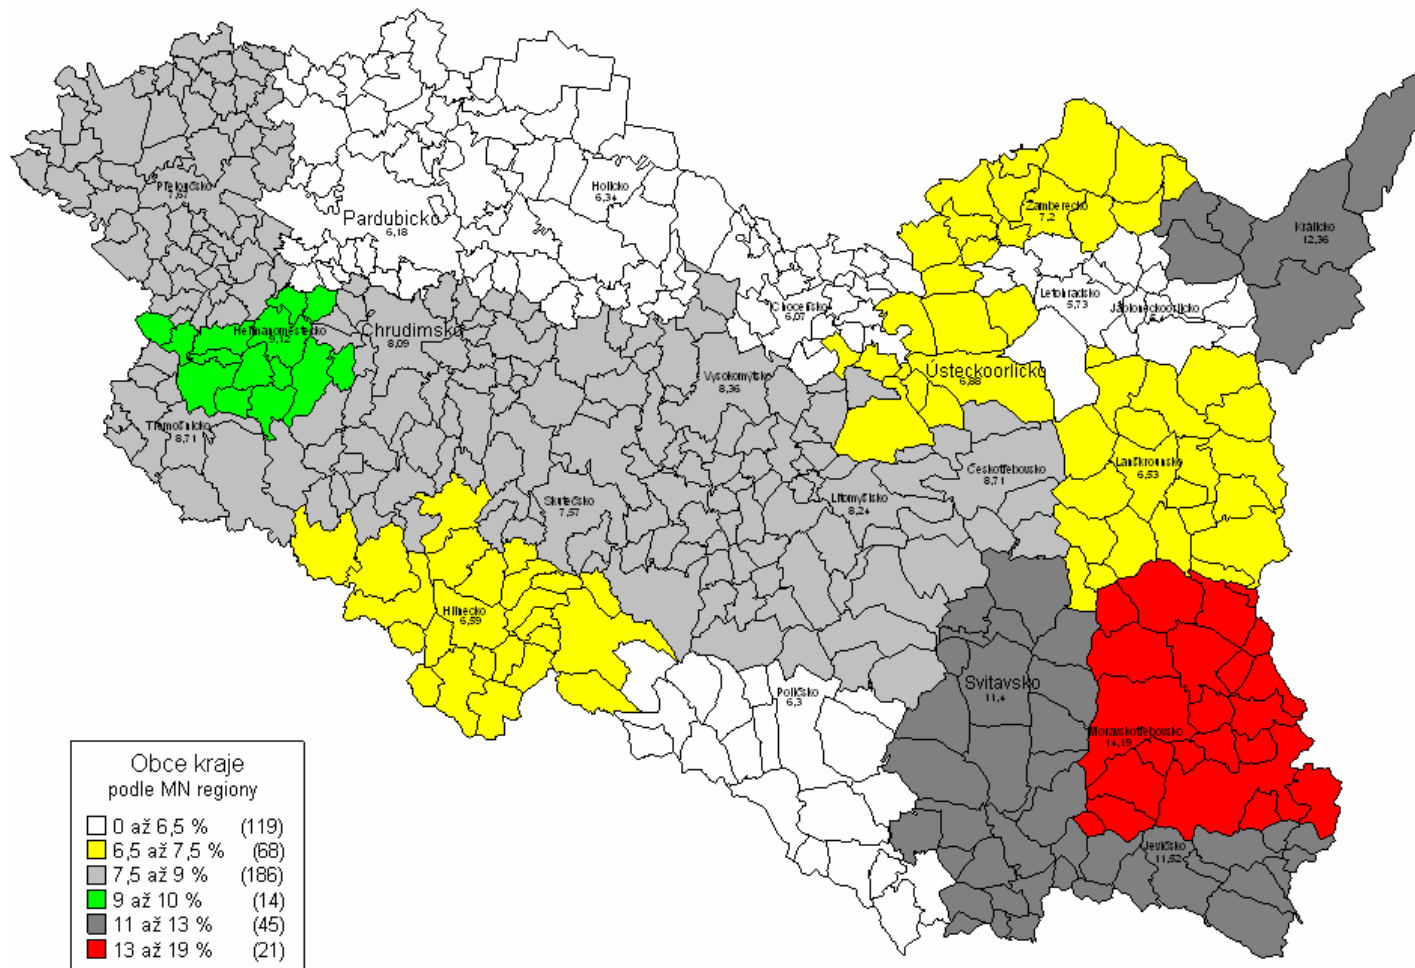 Přeloučsko
7,67
Pardubicko
6,18
Holicko
6,34
Žamberecko
7,2
Králicko
12,36
Heřmanoměstecko
9,12
Chrudimsko
8,09
Choceňsko
6,07
Letohradsko
5,73
Jablonneckoorlicko
Vysokomýtsko
8,36
Ústeckoorlicko
6,88
Třemošnicko
8,71
Skutečsko
7,57
Litomyšlsko
8,24
Českotřebovsko
8,71
Lanškrounsko
6,53
Hlinecko
6,59
Poličsko
6,3
Svitavsko
11,4
Moravskotřebovsko
14,19
Jevíčsko
11,52
Obce kraje
podle MN regiony
0 až 6,5 % (119)
6,5 až 7,5 % (68)
7,5 až 9 % (186)
9 až 10 % (14)
11 až 13 % (45)
13 až 19 % (21)